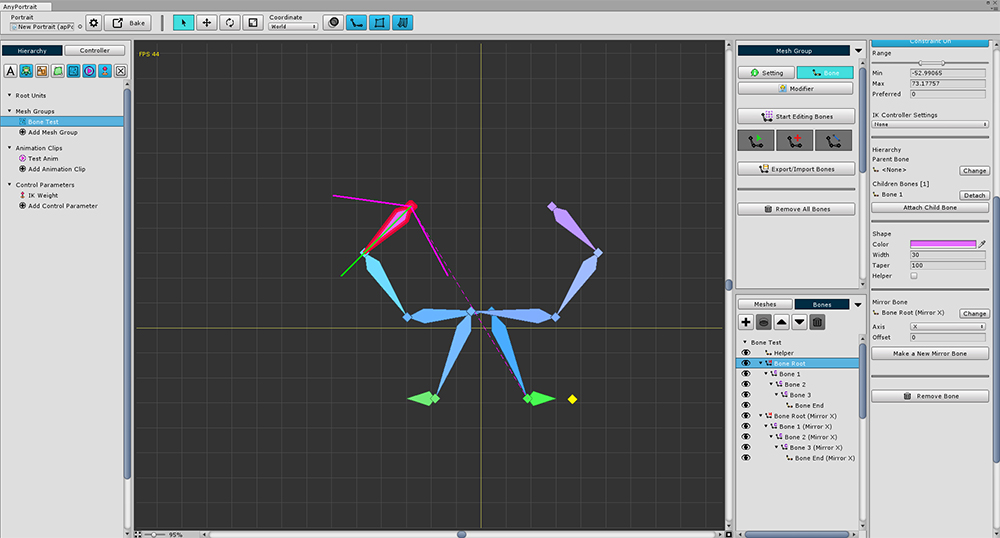 AnyPortrait
Portrait
New Portrait (apPo
Bake
Coordinate
World
Hierarchy
Controller
A
Root Units
Mesh Groups
Bone Test
Add Mesh Group
Animation Clips
Test Anim
Add Animation Clip
Control Parameters
IK Weight
Add Control Parameter
FPS 44
95%
Mesh Group
Setting
Bone
Modifier
Start Editing Bones
Export/Import Bones
Remove All Bones
Meshes
Bones
Bone Test
Helper
Bone Root
Bone 1
Bone 2
Bone 3
Bone End
Bone Root (Mirror X)
Bone 1 (Mirror X)
Bone 2 (Mirror X)
Bone 3 (Mirror X)
Bone End (Mirror X)
Constraint On
Range
Min -52.99065
Max 73.17757
Preferred 0
IK Controller Settings
None
Hierarchy
Parent Bone
<None> Change
Children Bones [1]
Bone 1 Detach
Attach Child Bone
Shape
Color
Width 30
Taper 100
Helper
Mirror Bone
Bone Root (Mirror X) Change
Axis X
Offset 0
Make a New Mirror Bone
Remove Bone